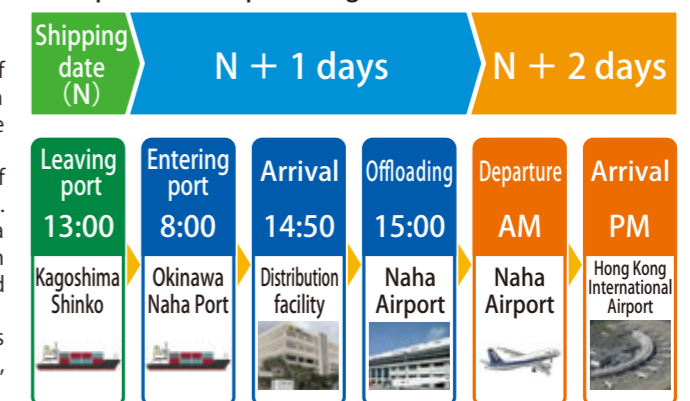 Shipping
date
(N)
N + 1 days
N + 2 days
Leaving
port
13:00
Kagoshima
Shinko
Entering
port
8:00
Okinawa
Naha Port
Arrival
14:50
Distribution
facility
Offloading
15:00
Naha
Airport
Departure
AM
Naha
Airport
Arrival
PM
Hong Kong
International
Airport